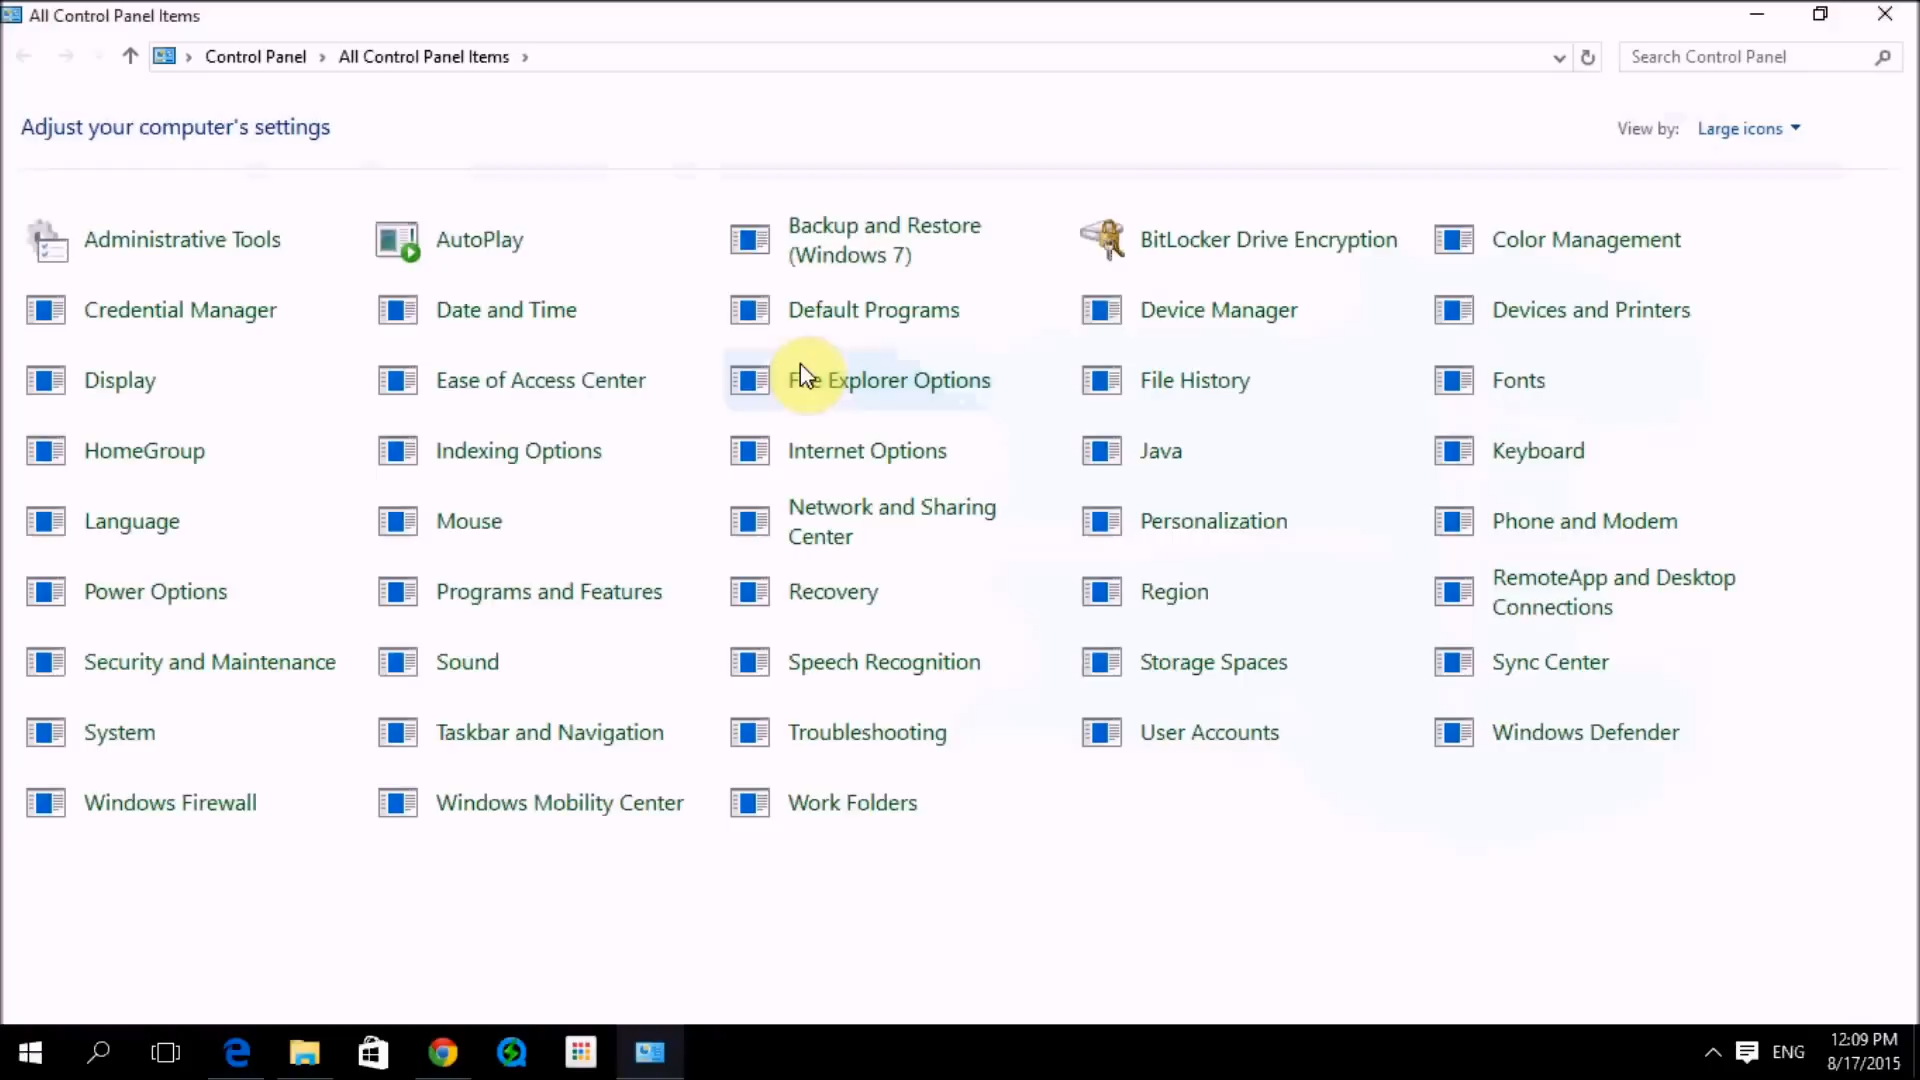 All Control Panel Items
Control Panel
All Control Panel Items
Search Control Panel
Adjust your computer's settings
View by:
Large icons
Administrative Tools
AutoPlay
Backup and Restore
(Windows 7)
BitLocker Drive Encryption
Color Management
Credential Manager
Date and Time
Default Programs
Device Manager
Devices and Printers
Display
Ease of Access Center
File Explorer Options
File History
Fonts
HomeGroup
Indexing Options
Internet Options
Java
Keyboard
Language
Mouse
Network and Sharing
Center
Personalization
Phone and Modem
Power Options
Programs and Features
Recovery
Region
RemoteApp and Desktop
Connections
Security and Maintenance
Sound
Speech Recognition
Storage Spaces
Sync Center
System
Taskbar and Navigation
Troubleshooting
User Accounts
Windows Defender
Windows Firewall
Windows Mobility Center
Work Folders
ENG
12:09 PM
8/17/2015